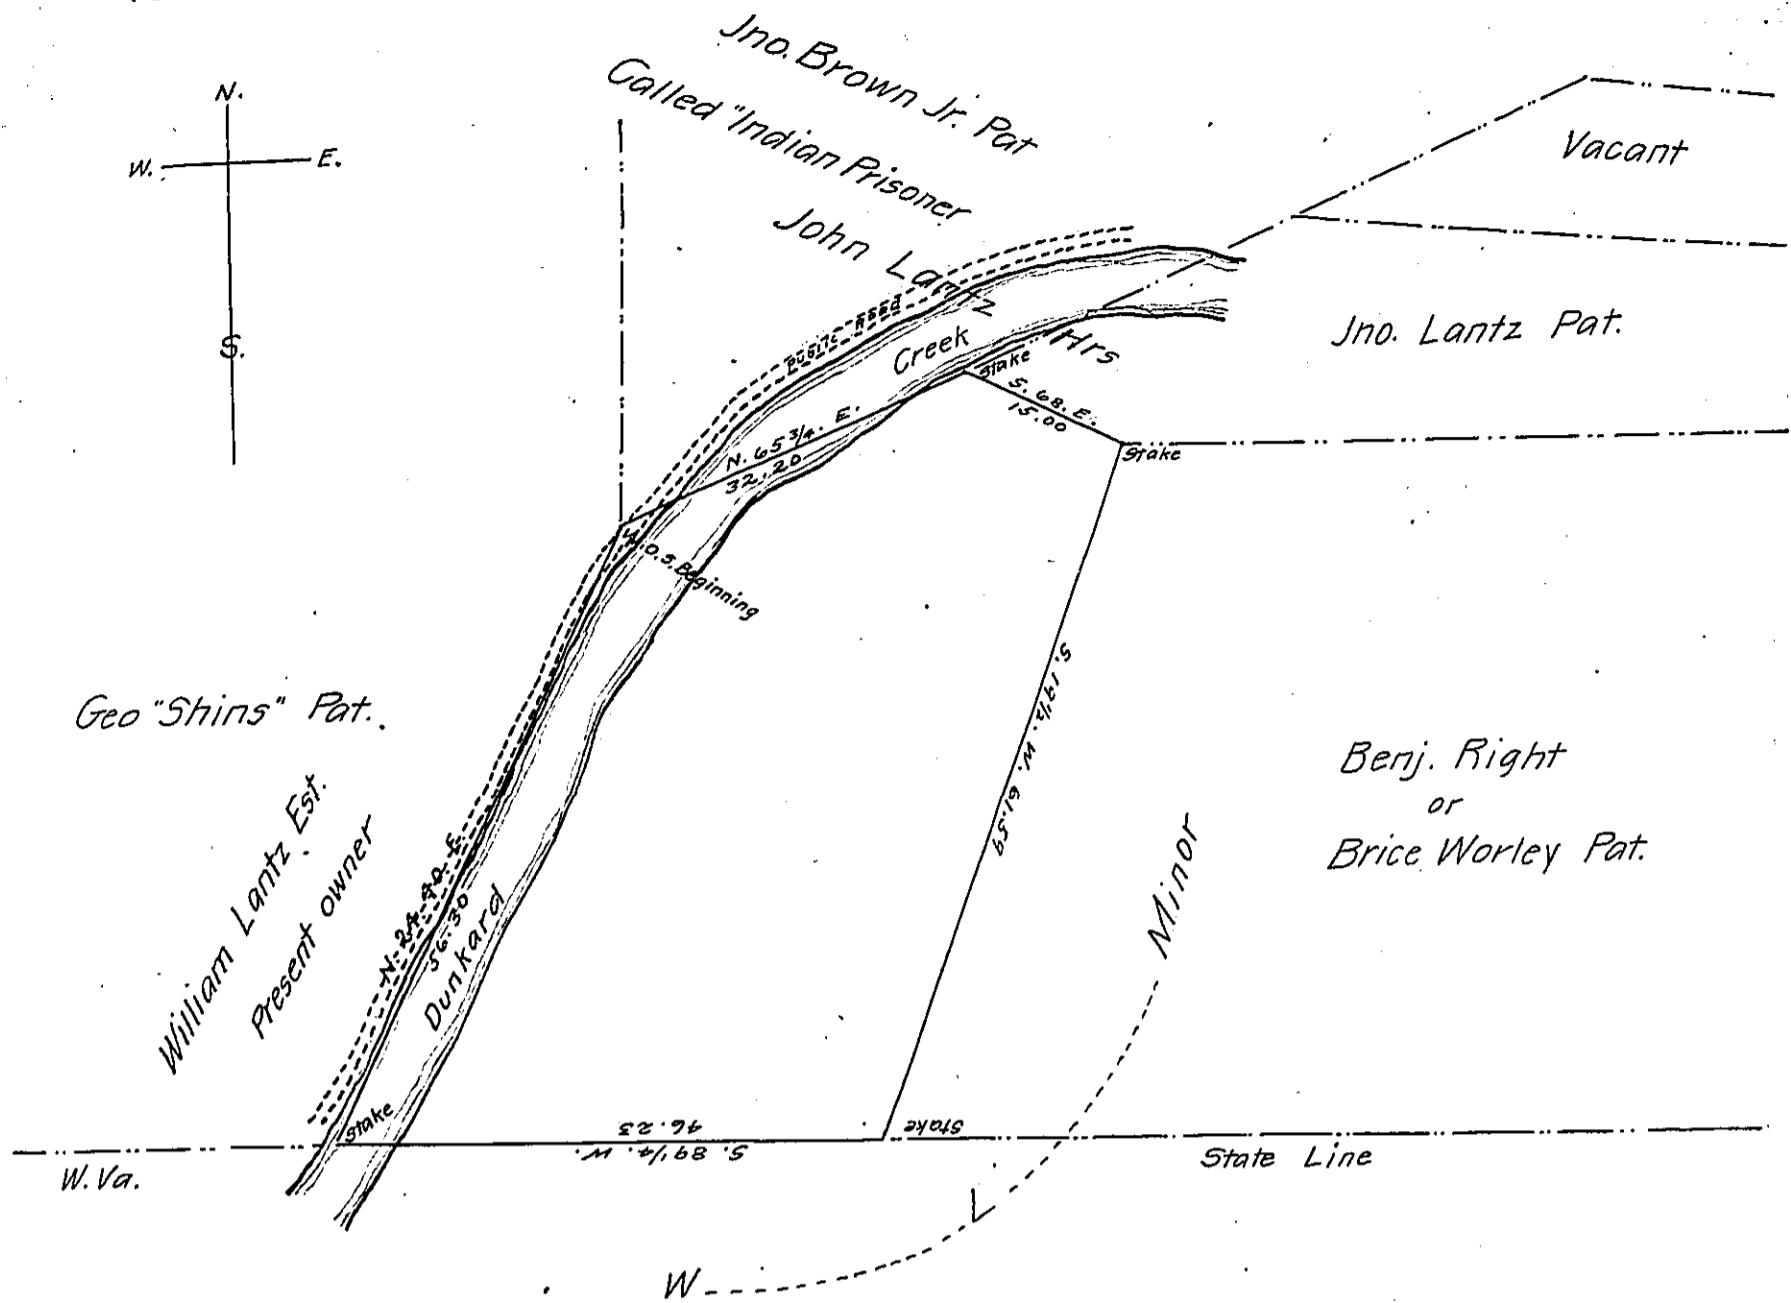 Jno. Brown Jr. Pat
Called "Indian Prisoner
John Lantz Hrs
N.
W.
E.
S.
Vacant
Public Road
Creek
Jno. Lantz Pat.
Stake
S. 68. E.
15.00
N. 65 3/4. E.
32.20
Stake
W.O.S. Beginning
S. 19 1/2. W. 61.59
Geo "Shins" Pat.
William Lantz Est.
Present owner
N. 24.40. E.
56.30
Dunkard
Benj. Right
or
Brice Worley Pat.
Minor
Stake
46.23
S. 89 1/4. W.
Stake
W. Va.
State Line
L
W